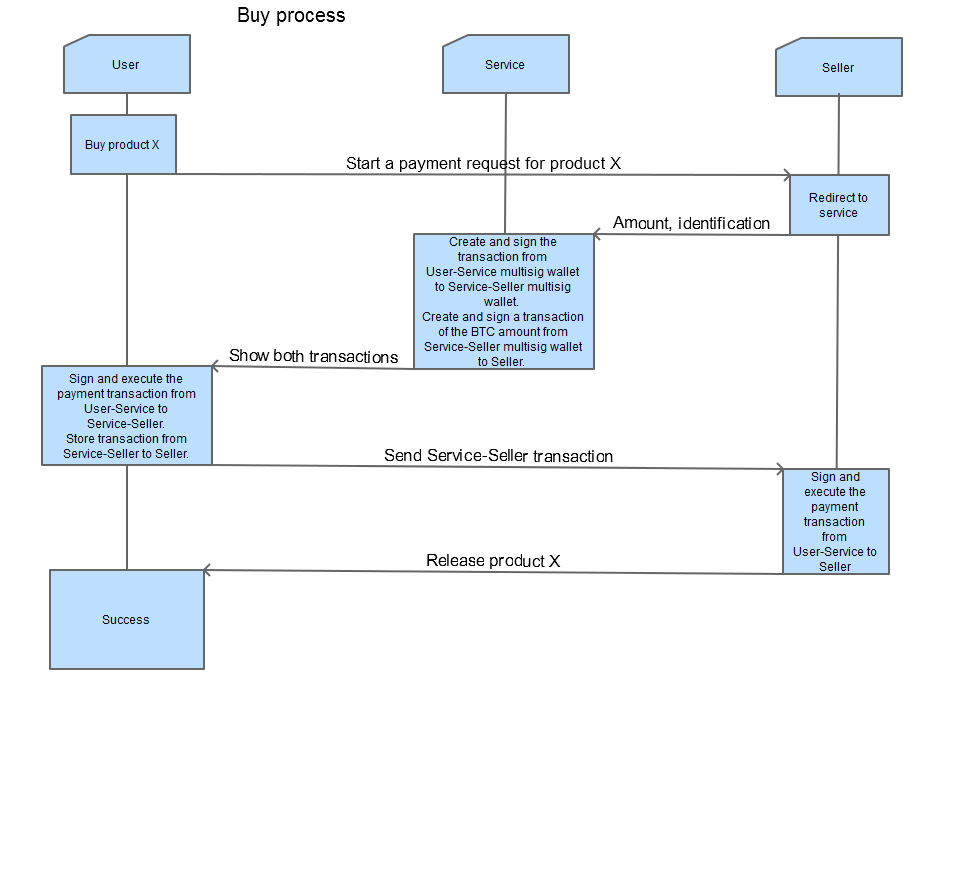 Buy process
User
Service
Seller
Buy product X
Start a payment request for product X
Redirect to
service
Amount, identification
Create and sign the
transaction from
User-Service multisig wallet
to Service-Seller multisig
wallet.
Create and sign a transaction
of the BTC amount from
Service-Seller multisig wallet
to Seller.
Show both transactions
Sign and execute the
payment transaction from
User-Service to
Service-Seller.
Store transaction from
Service-Seller to Seller.
Send Service-Seller transaction
Sign and
execute the
payment
transaction
from
User-Service to
Seller
Release product X
Success